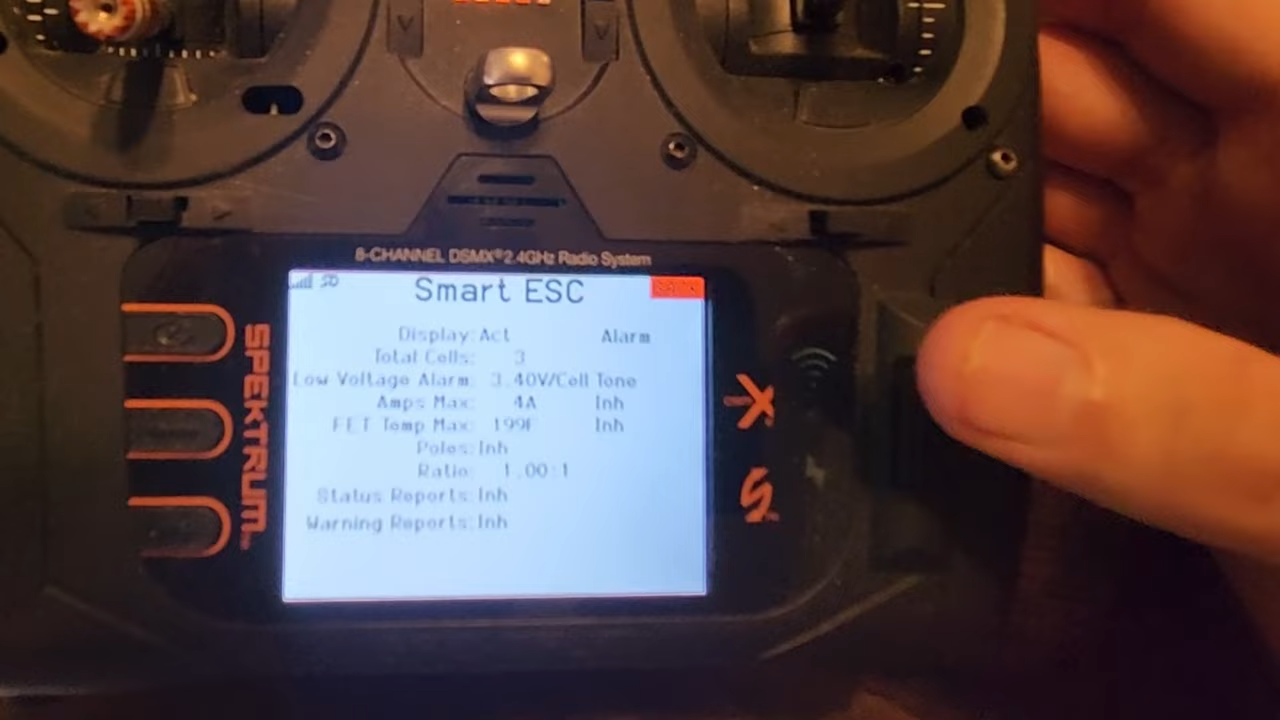 8-CHANNEL DSMX® 2.4GHz Radio System
SD
Smart ESC
BACK
Display: Act Alarm
Total Cells: 3
Low Voltage Alarm: 3.40V/Cell Tone
Amps Max: 4A Inh
FET Temp Max: 199F Inh
Poles: Inh
Ratio: 1.00:1
Status Reports: Inh
Warning Reports: Inh
SPEKTRUM